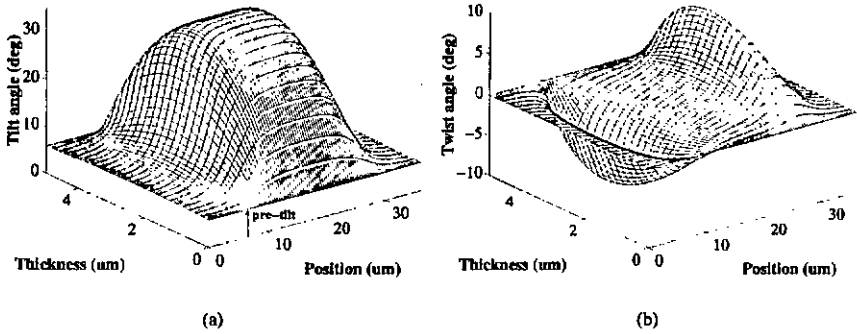 Tilt angle (deg)
30
20
10
0
4
2
0
Thickness (um)
pre-tilt
0
10
20
30
Position (um)
(a)
Twist angle (deg)
10
5
0
−5
−10
4
2
0
Thickness (um)
0
10
20
30
Position (um)
(b)